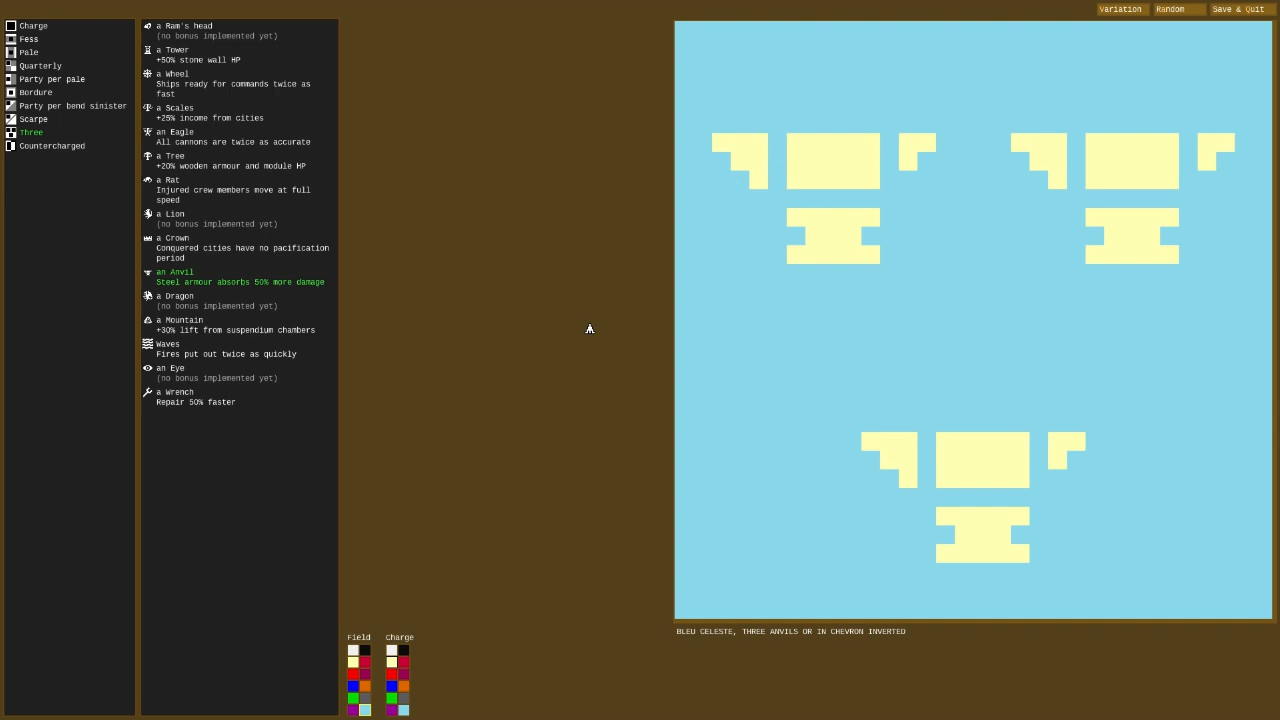 Variation
Random
Save & Quit
Charge
Fess
Pale
Quarterly
Party per pale
Bordure
Party per bend sinister
Scarpe
Three
Countercharged
a Ram's head
(no bonus implemented yet)
a Tower
+50% stone wall HP
a Wheel
Ships ready for commands twice as
fast
a Scales
+25% income from cities
an Eagle
All cannons are twice as accurate
a Tree
+20% wooden armour and module HP
a Rat
Injured crew members move at full
speed
a Lion
(no bonus implemented yet)
a Crown
Conquered cities have no pacification
period
an Anvil
Steel armour absorbs 50% more damage
a Dragon
(no bonus implemented yet)
a Mountain
+30% lift from suspendium chambers
Waves
Fires put out twice as quickly
an Eye
(no bonus implemented yet)
a Wrench
Repair 50% faster
Field
Charge
BLEU CELESTE, THREE ANVILS OR IN CHEVRON INVERTED